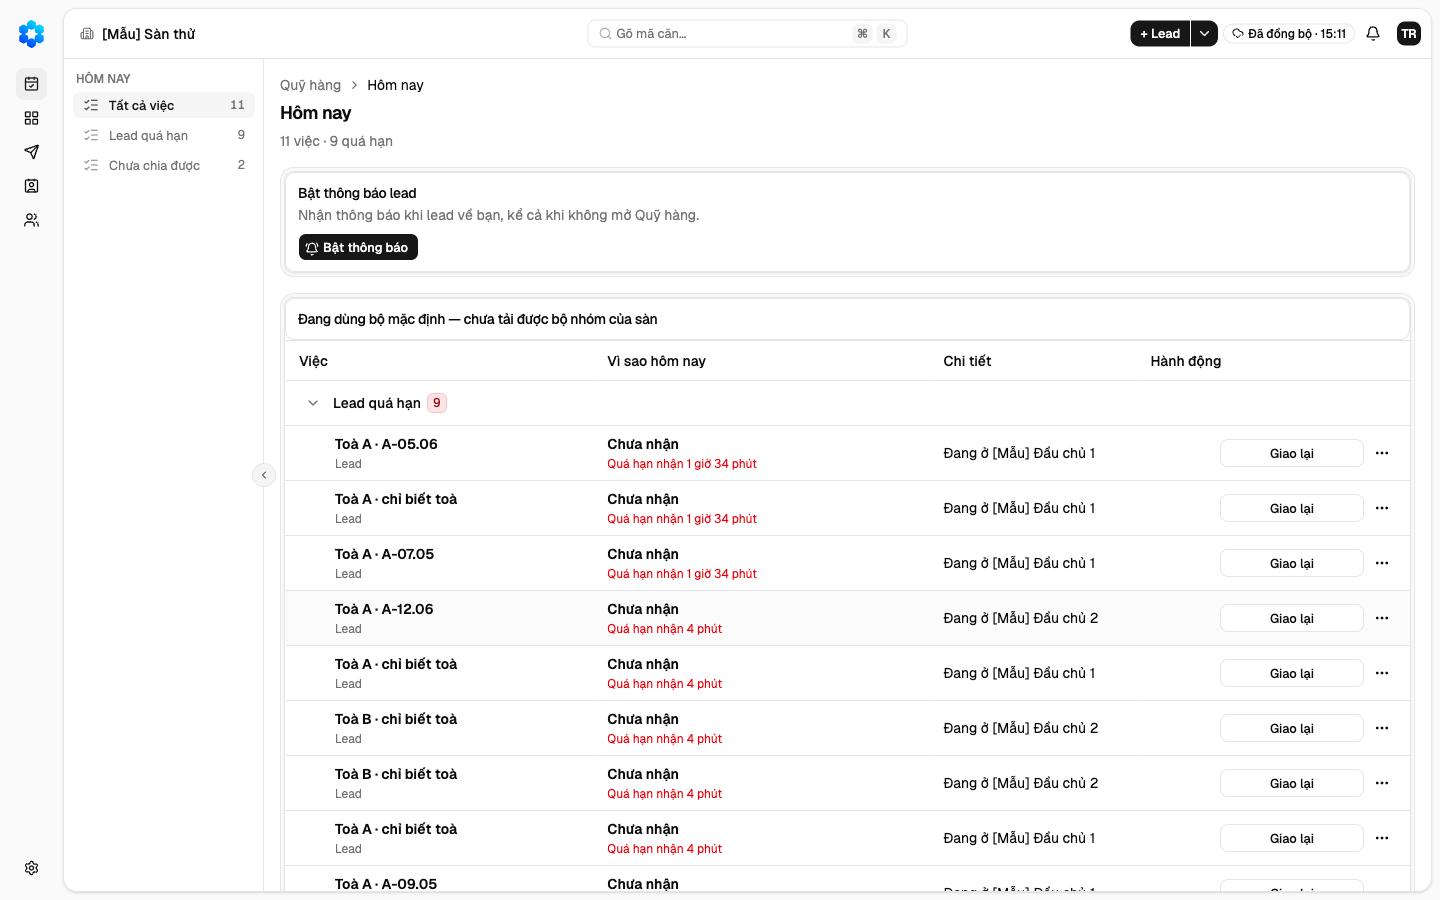 [Mẫu] Sàn thử
Gõ mã căn...
⌘ K
+ Lead
Đã đồng bộ · 15:11
TR
HÔM NAY
Tất cả việc 11
Lead quá hạn 9
Chưa chia được 2
Quỹ hàng > Hôm nay
Hôm nay
11 việc · 9 quá hạn
Bật thông báo lead
Nhận thông báo khi lead về bạn, kể cả khi không mở Quỹ hàng.
Bật thông báo
Đang dùng bộ mặc định — chưa tải được bộ nhóm của sàn
Việc Vì sao hôm nay Chi tiết Hành động
Lead quá hạn 9
Toà A · A-05.06 Chưa nhận
Lead Quá hạn nhận 1 giờ 34 phút
Đang ở [Mẫu] Đầu chủ 1 Giao lại
Toà A · chỉ biết toà Chưa nhận
Lead Quá hạn nhận 1 giờ 34 phút
Đang ở [Mẫu] Đầu chủ 1 Giao lại
Toà A · A-07.05 Chưa nhận
Lead Quá hạn nhận 1 giờ 34 phút
Đang ở [Mẫu] Đầu chủ 1 Giao lại
Toà A · A-12.06 Chưa nhận
Lead Quá hạn nhận 4 phút
Đang ở [Mẫu] Đầu chủ 2 Giao lại
Toà A · chỉ biết toà Chưa nhận
Lead Quá hạn nhận 4 phút
Đang ở [Mẫu] Đầu chủ 1 Giao lại
Toà B · chỉ biết toà Chưa nhận
Lead Quá hạn nhận 4 phút
Đang ở [Mẫu] Đầu chủ 2 Giao lại
Toà B · chỉ biết toà Chưa nhận
Lead Quá hạn nhận 4 phút
Đang ở [Mẫu] Đầu chủ 2 Giao lại
Toà A · chỉ biết toà Chưa nhận
Lead Quá hạn nhận 4 phút
Đang ở [Mẫu] Đầu chủ 1 Giao lại
Toà A · A-09.05 Chưa nhận